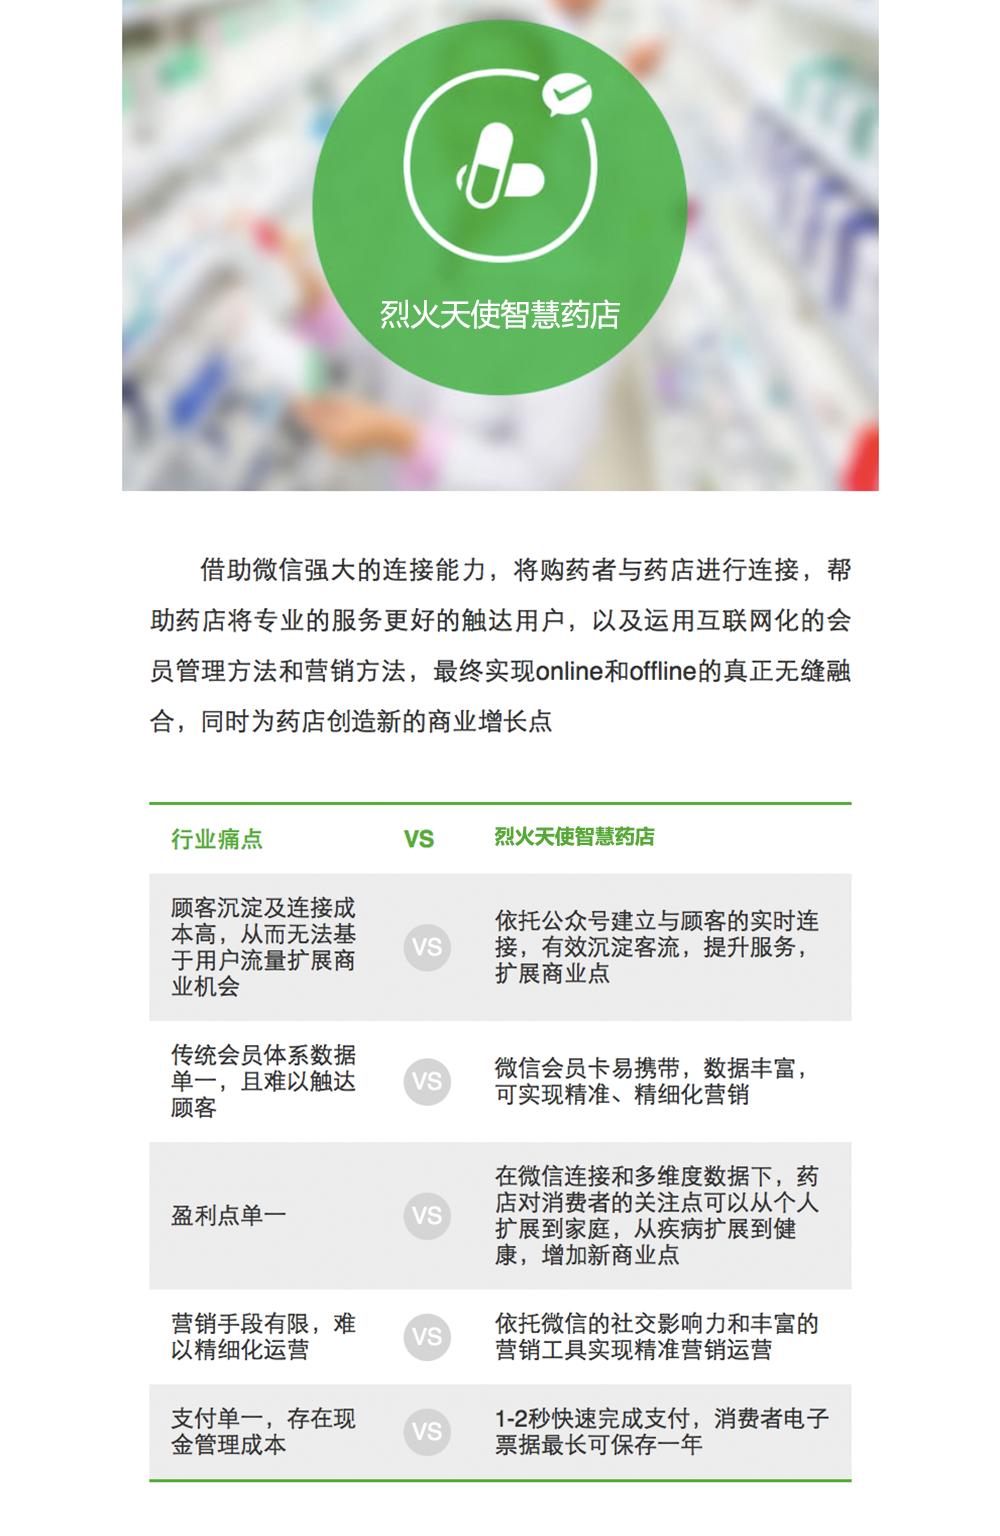 烈火天使智慧药店
借助微信强大的连接能力，将购药者与药店进行连接，帮
助药店将专业的服务更好的触达用户，以及运用互联网化的会
员管理方法和营销方法，最终实现online和offline的真正无缝融
合，同时为药店创造新的商业增长点
行业痛点 VS 烈火天使智慧药店
顾客沉淀及连接成
本高，从而无法基
于用户流量扩展商
业机会
VS
依托公众号建立与顾客的实时连
接，有效沉淀客流，提升服务，
扩展商业点
传统会员体系数据
单一，且难以触达
顾客
VS
微信会员卡易携带，数据丰富，
可实现精准、精细化营销
盈利点单一
VS
在微信连接和多维度数据下，药
店对消费者的关注点可以从个人
扩展到家庭，从疾病扩展到健
康，增加新商业点
营销手段有限，难
以精细化运营
VS
依托微信的社交影响力和丰富的
营销工具实现精准营销运营
支付单一，存在现
金管理成本
VS
1-2秒快速完成支付，消费者电子
票据最长可保存一年